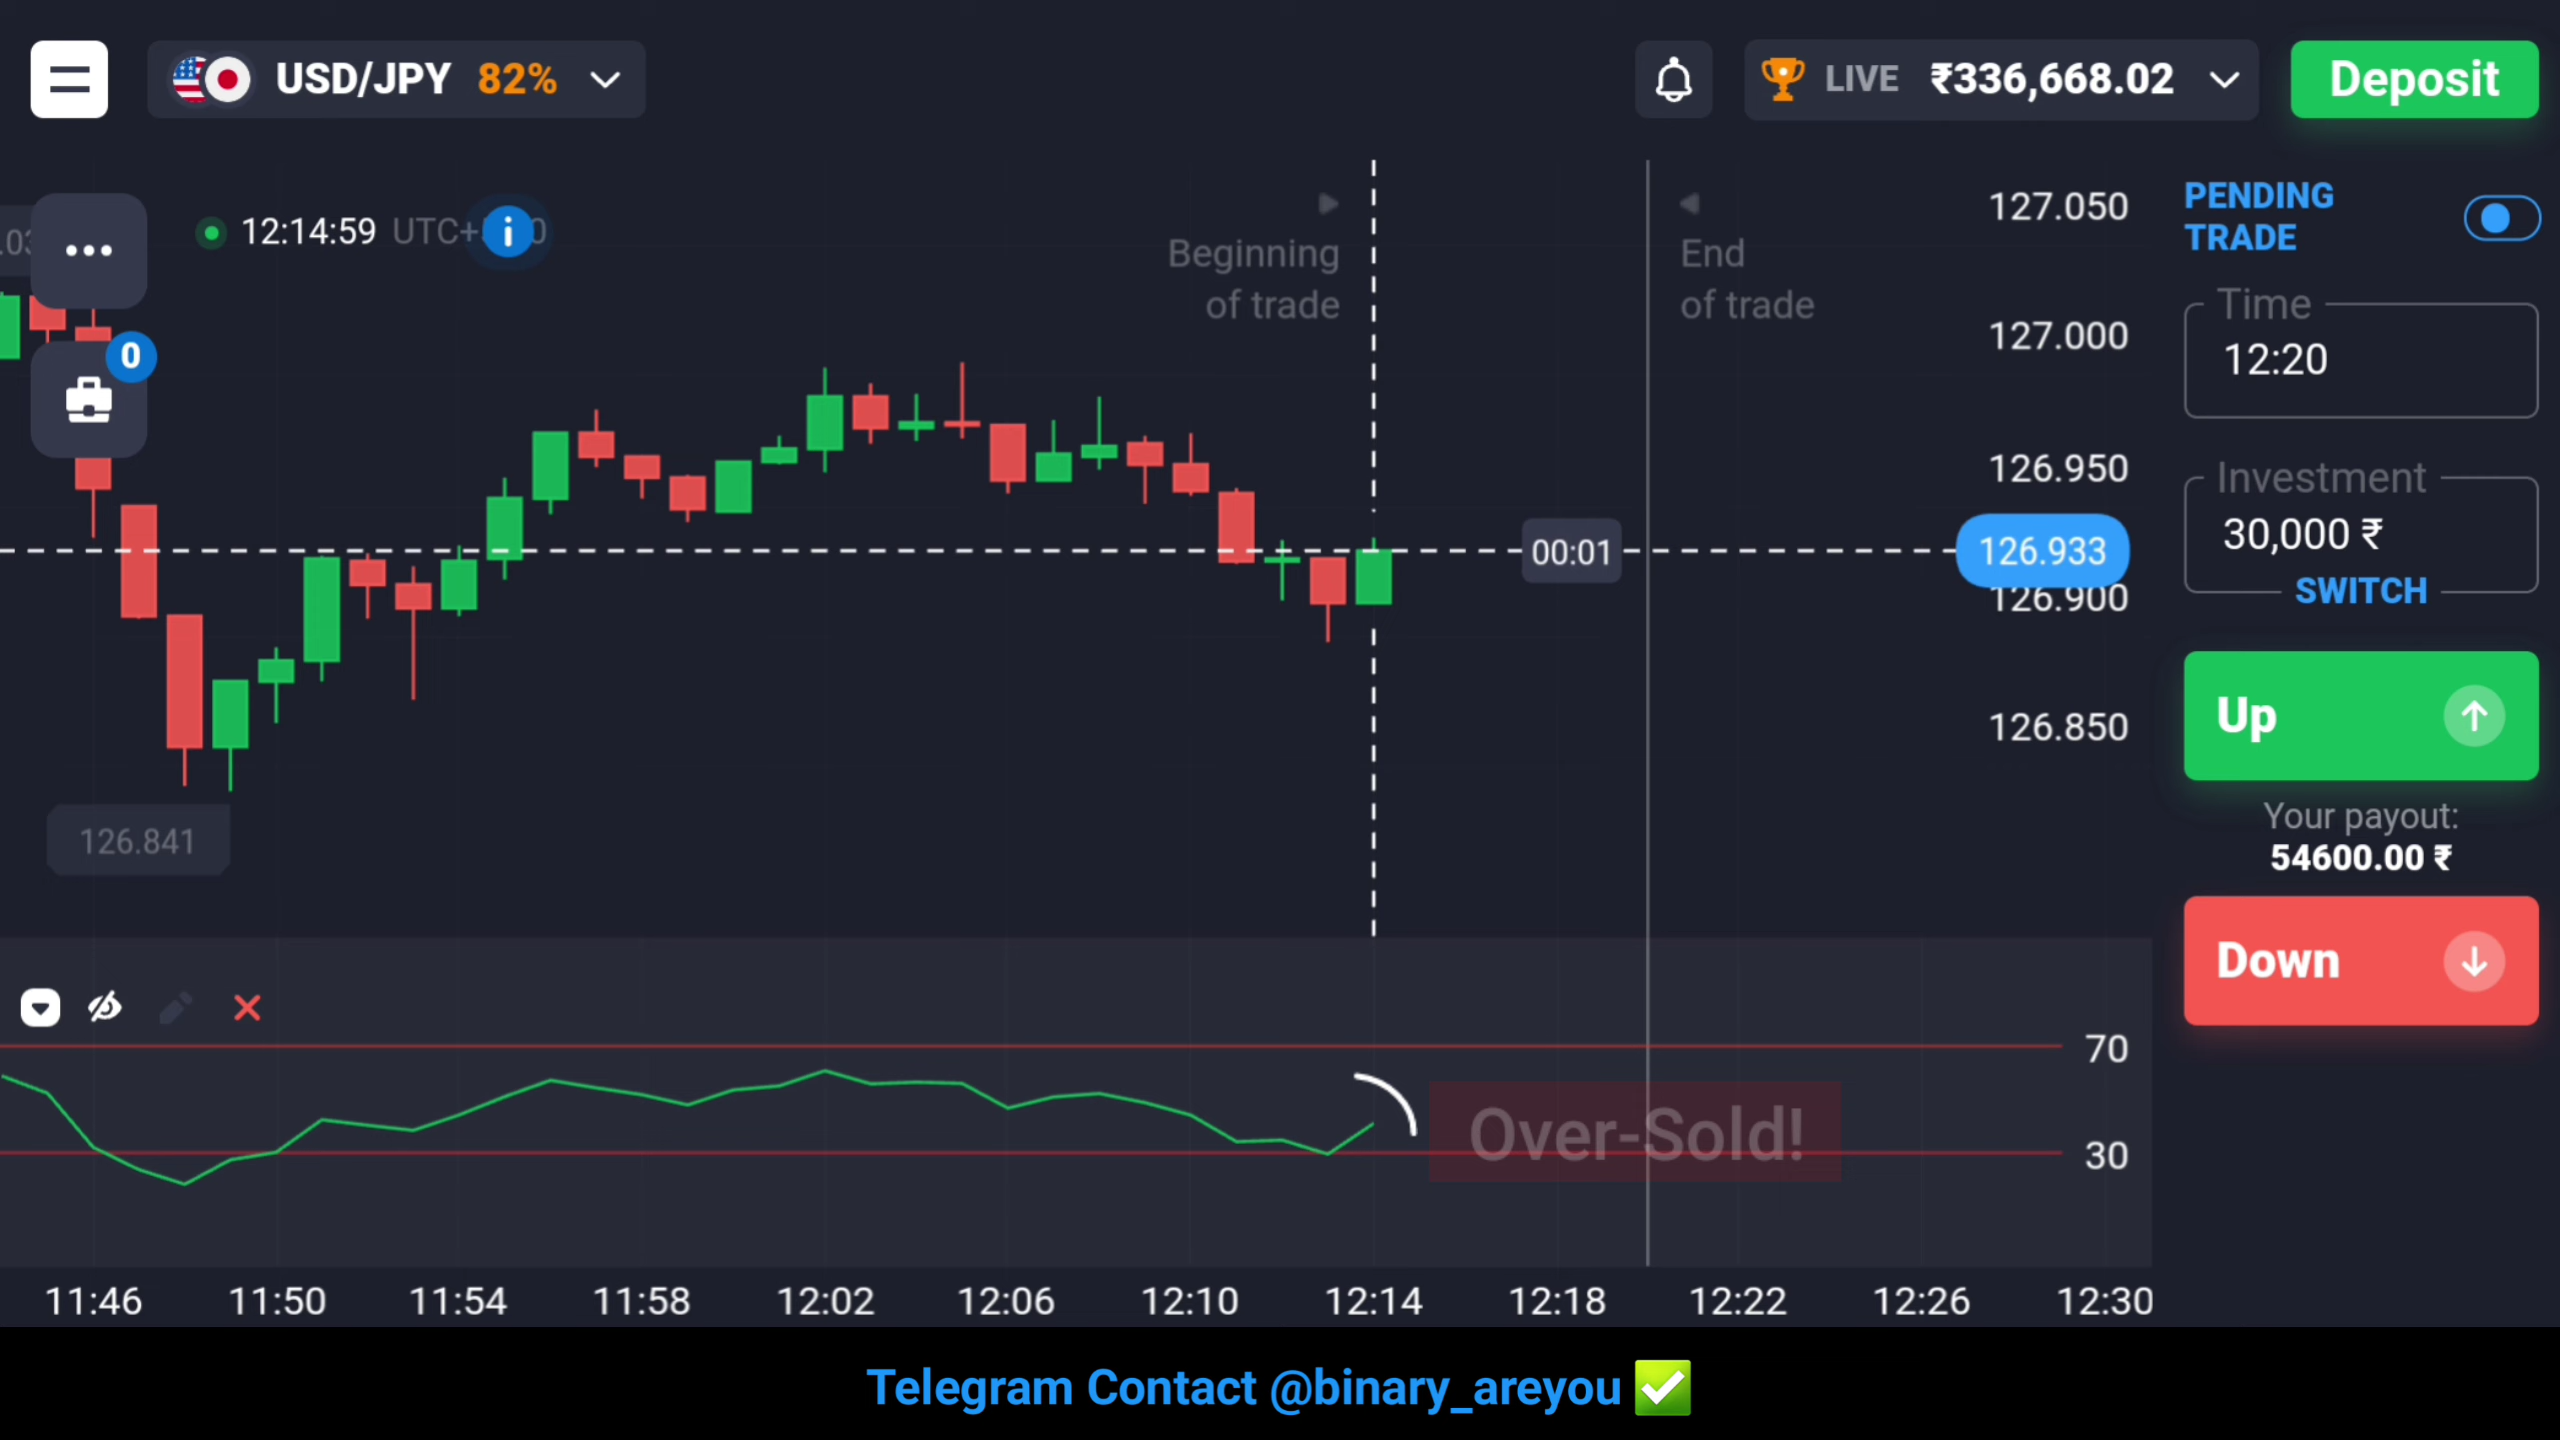 USD/JPY 82%
LIVE ₹336,668.02
Deposit
12:14:59 UTC+
i
0
Beginning
of trade
End
of trade
127.050
127.000
126.950
126.933
126.900
126.850
00:01
126.841
PENDING
TRADE
Time
12:20
Investment
30,000 ₹
SWITCH
Up
Your payout:
54600.00 ₹
Down
70
30
Over-Sold!
11:46 11:50 11:54 11:58 12:02 12:06 12:10 12:14 12:18 12:22 12:26 12:30
Telegram Contact @binary_areyou ✅